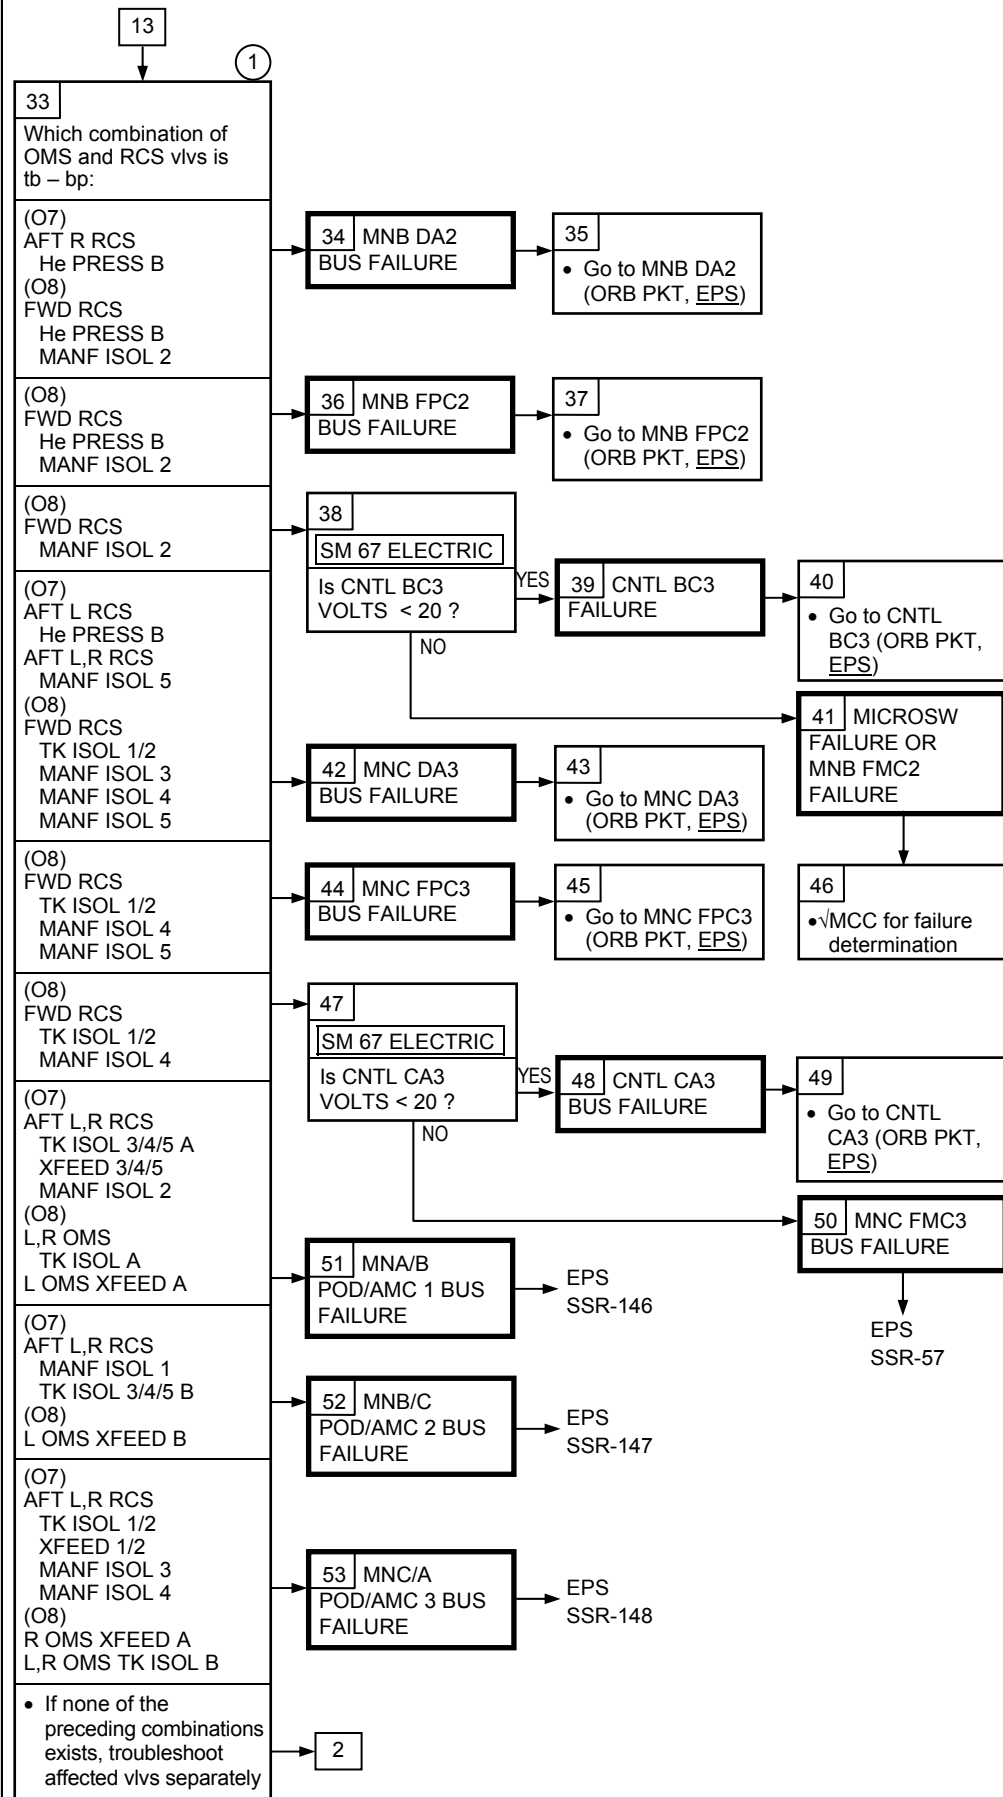 13
1
33
Which combination of
OMS and RCS vlvs is
tb – bp:
(O7)
AFT R RCS
He PRESS B
(O8)
FWD RCS
He PRESS B
MANF ISOL 2
34 MNB DA2
BUS FAILURE
35
• Go to MNB DA2
(ORB PKT, EPS)
(O8)
FWD RCS
He PRESS B
MANF ISOL 2
36 MNB FPC2
BUS FAILURE
37
• Go to MNB FPC2
(ORB PKT, EPS)
(O8)
FWD RCS
MANF ISOL 2
38
SM 67 ELECTRIC
Is CNTL BC3
VOLTS < 20 ?
YES
NO
39 CNTL BC3
FAILURE
40
• Go to CNTL
BC3 (ORB PKT,
EPS)
41 MICROSW
FAILURE OR
MNB FMC2
FAILURE
46
•√MCC for failure
determination
(O7)
AFT L RCS
He PRESS B
AFT L,R RCS
MANF ISOL 5
(O8)
FWD RCS
TK ISOL 1/2
MANF ISOL 3
MANF ISOL 4
MANF ISOL 5
42 MNC DA3
BUS FAILURE
43
• Go to MNC DA3
(ORB PKT, EPS)
(O8)
FWD RCS
TK ISOL 1/2
MANF ISOL 4
MANF ISOL 5
44 MNC FPC3
BUS FAILURE
45
• Go to MNC FPC3
(ORB PKT, EPS)
(O8)
FWD RCS
TK ISOL 1/2
MANF ISOL 4
47
SM 67 ELECTRIC
Is CNTL CA3
VOLTS < 20 ?
YES
NO
48 CNTL CA3
BUS FAILURE
49
• Go to CNTL
CA3 (ORB PKT,
EPS)
50 MNC FMC3
BUS FAILURE
EPS
SSR-57
(O7)
AFT L,R RCS
TK ISOL 3/4/5 A
XFEED 3/4/5
MANF ISOL 2
(O8)
L,R OMS
TK ISOL A
L OMS XFEED A
51 MNA/B
POD/AMC 1 BUS
FAILURE
EPS
SSR-146
(O7)
AFT L,R RCS
MANF ISOL 1
TK ISOL 3/4/5 B
(O8)
L OMS XFEED B
52 MNB/C
POD/AMC 2 BUS
FAILURE
EPS
SSR-147
(O7)
AFT L,R RCS
TK ISOL 1/2
XFEED 1/2
MANF ISOL 3
MANF ISOL 4
(O8)
R OMS XFEED A
L,R OMS TK ISOL B
53 MNC/A
POD/AMC 3 BUS
FAILURE
EPS
SSR-148
• If none of the
preceding combinations
exists, troubleshoot
affected vlvs separately
2